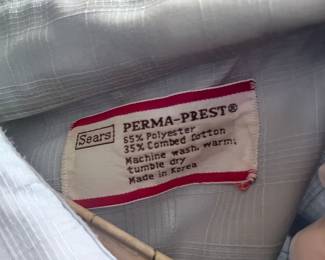 Sears
PERMA-PREST®
65% Polyester
35% Combed Cotton
Machine wash, warm,
tumble dry
Made in Korea